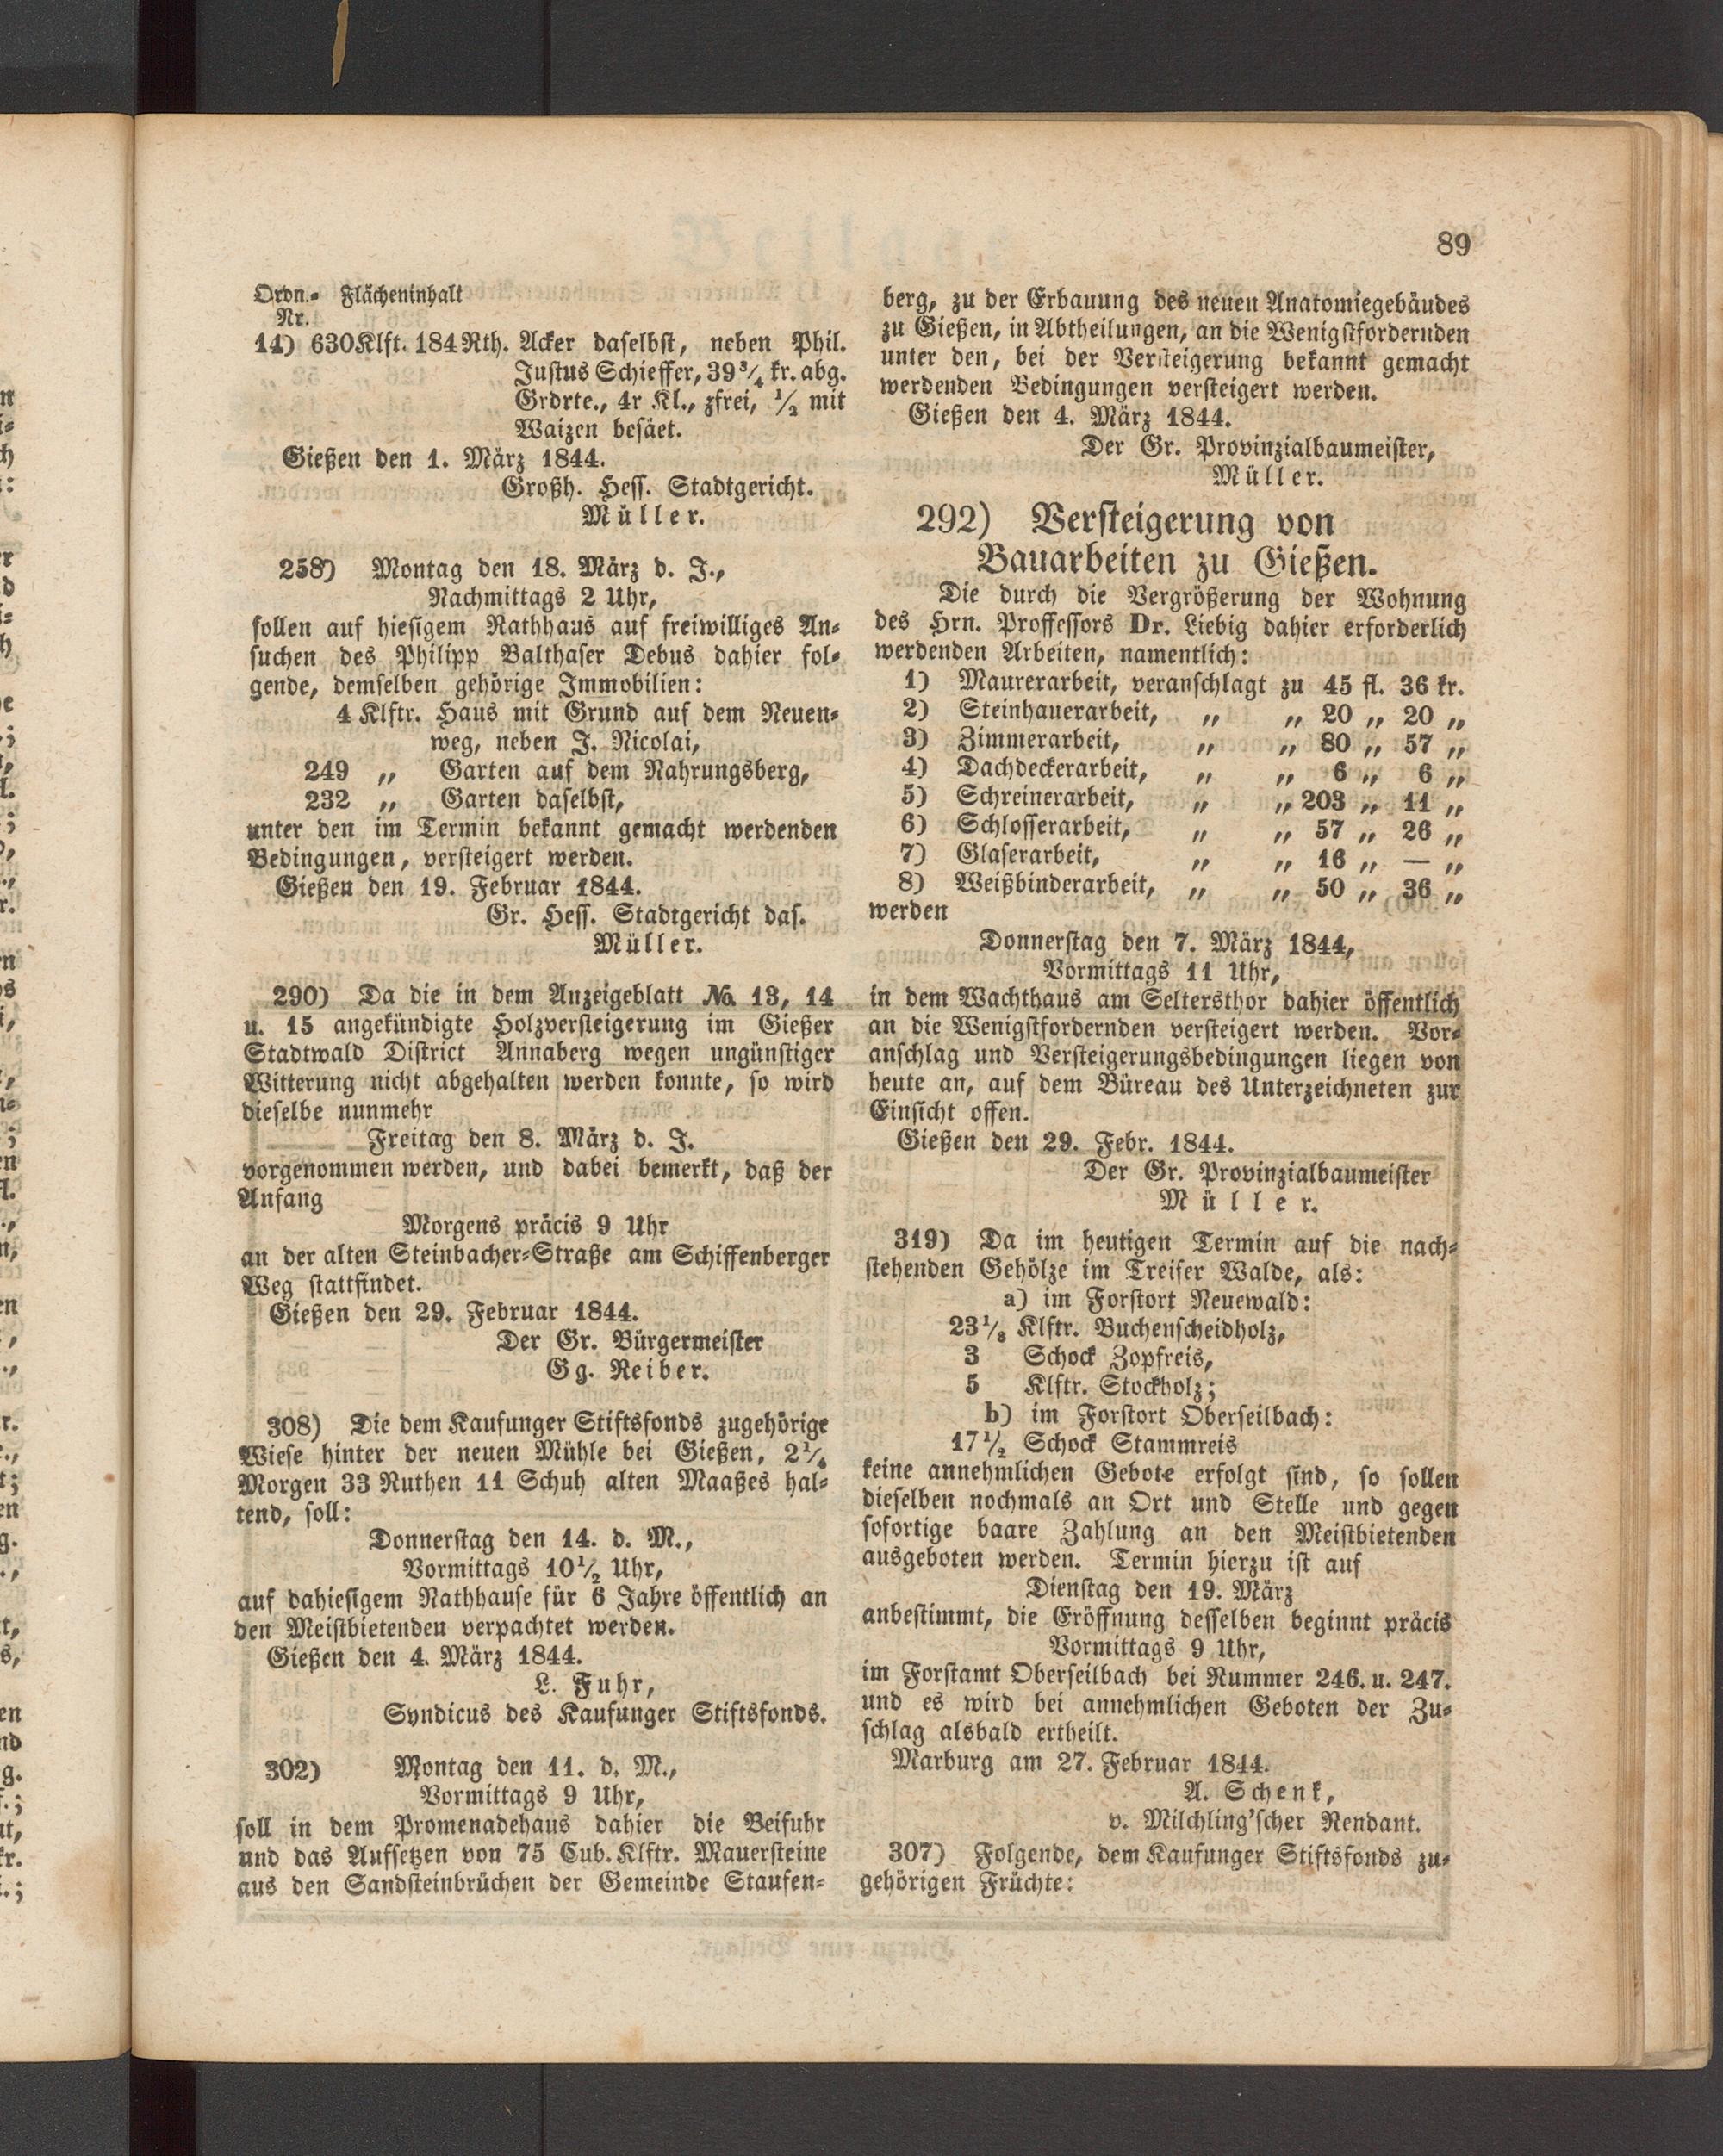 89
Ordn.- Flächeninhalt
Nr.
14) 630 Klft. 184 Rth. Acker daselbst, neben Phil.
Justus Schieffer, 39 3/4 kr. abg.
Grdrte., 4r Kl., zfrei, 1/2 mit
Waizen besäet.
Gießen den 1. März 1844.
Großh. Hess. Stadtgericht.
Müller.
258) Montag den 18. März d. J.,
Nachmittags 2 Uhr,
sollen auf hiesigem Rathhaus auf freiwilliges An-
suchen des Philipp Balthaser Debus dahier fol-
gende, demselben gehörige Immobilien:
4 Klftr. Haus mit Grund auf dem Neuen-
weg, neben J. Nicolai,
249 „ Garten auf dem Nahrungsberg,
232 „ Garten daselbst,
unter den im Termin bekannt gemacht werdenden
Bedingungen, versteigert werden.
Gießen den 19. Februar 1844.
Gr. Hess. Stadtgericht das.
Müller.
290) Da die in dem Anzeigeblatt No. 13, 14
u. 15 angekündigte Holzversteigerung im Gießer
Stadtwald District Annaberg wegen ungünstiger
Witterung nicht abgehalten werden konnte, so wird
dieselbe nunmehr
Freitag den 8. März d. J.
vorgenommen werden, und dabei bemerkt, daß der
Anfang
Morgens präcis 9 Uhr
an der alten Steinbacher-Straße am Schiffenberger
Weg stattfindet.
Gießen den 29. Februar 1844.
Der Gr. Bürgermeister
Gg. Reiber.
308) Die dem Kaufunger Stiftsfonds zugehörige
Wiese hinter der neuen Mühle bei Gießen, 2 1/4
Morgen 33 Ruthen 11 Schuh alten Maaßes hal-
tend, soll:
Donnerstag den 14. d. M.,
Vormittags 10 1/2 Uhr,
auf dahiesigem Rathhause für 6 Jahre öffentlich an
den Meistbietenden verpachtet werden.
Gießen den 4. März 1844.
L. Fuhr,
Syndicus des Kaufunger Stiftsfonds.
302) Montag den 11. d. M.,
Vormittags 9 Uhr,
soll in dem Promenadehaus dahier die Beifuhr
und das Aufsetzen von 75 Cub. Klftr. Mauersteine
aus den Sandsteinbrüchen der Gemeinde Staufen-
berg, zu der Erbauung des neuen Anatomiegebäudes
zu Gießen, in Abtheilungen, an die Wenigstfordernden
unter den, bei der Versteigerung bekannt gemacht
werdenden Bedingungen versteigert werden.
Gießen den 4. März 1844.
Der Gr. Provinzialbaumeister,
Müller.
292) Versteigerung von
Bauarbeiten zu Gießen.
Die durch die Vergrößerung der Wohnung
des Hrn. Proffessors Dr. Liebig dahier erforderlich
werdenden Arbeiten, namentlich:
1) Maurerarbeit, veranschlagt zu 45 fl. 36 kr.
2) Steinhauerarbeit, „ „ 20 „ 20 „
3) Zimmerarbeit, „ „ 80 „ 57 „
4) Dachdeckerarbeit, „ „ 6 „ 6 „
5) Schreinerarbeit, „ „ 203 „ 11 „
6) Schlosserarbeit, „ „ 57 „ 26 „
7) Glaserarbeit, „ „ 16 „ — „
8) Weißbinderarbeit, „ „ 50 „ 36 „
werden
Donnerstag den 7. März 1844,
Vormittags 11 Uhr,
in dem Wachthaus am Seltersthor dahier öffentlich
an die Wenigstfordernden versteigert werden. Vor-
anschlag und Versteigerungsbedingungen liegen von
heute an, auf dem Büreau des Unterzeichneten zur
Einsicht offen.
Gießen den 29. Febr. 1844.
Der Gr. Provinzialbaumeister
Müller.
319) Da im heutigen Termin auf die nach-
stehenden Gehölze im Treiser Walde, als:
a) im Forstort Neuewald:
23 1/8 Klftr. Buchenscheidholz,
3 Schock Zopfreis,
5 Klftr. Stockholz;
b) im Forstort Oberseilbach:
17 1/2 Schock Stammreis
keine annehmlichen Gebote erfolgt sind, so sollen
dieselben nochmals an Ort und Stelle und gegen
sofortige baare Zahlung an den Meistbietenden
ausgeboten werden. Termin hierzu ist auf
Dienstag den 19. März
anbestimmt, die Eröffnung desselben beginnt präcis
Vormittags 9 Uhr,
im Forstamt Oberseilbach bei Nummer 246. u. 247.
und es wird bei annehmlichen Geboten der Zu-
schlag alsbald ertheilt.
Marburg am 27. Februar 1844.
A. Schenk,
v. Milchling'scher Rendant.
307) Folgende, dem Kaufunger Stiftsfonds zu-
gehörigen Früchte: